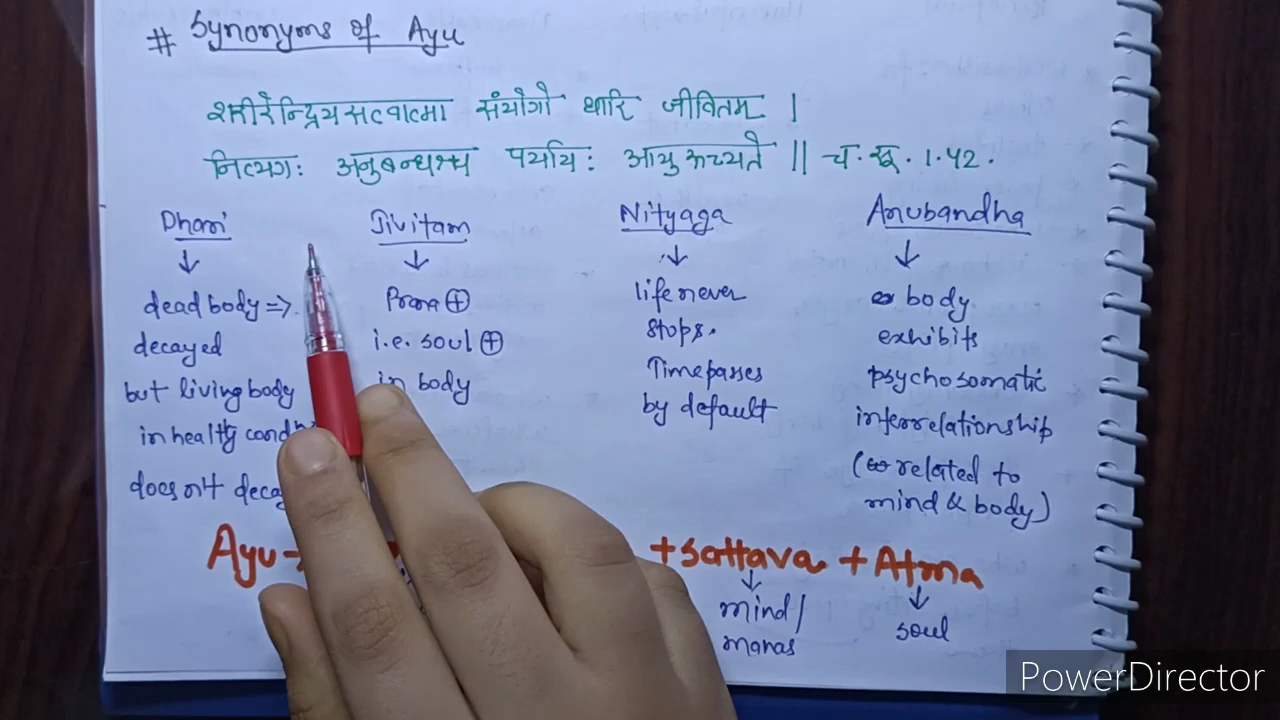 # Synonyms of Ayu
शरीरेन्द्रियसत्वात्मा संयोगो धारि जीवितम् |
नित्यगः अनुबन्धश्च पर्यायैः आयुरुच्यते || च. सू. 1.42.
Dhari Jivitam Nityaga Anubandha
↓ ↓ ↓ ↓
dead body => Prana ⊕ life never body
decayed i.e. soul ⊕ stops. exhibits
but living body in body Time passes psychosomatic
in healthy by default interrelationship
doesn't (related to
mind & body)
Ayu + Sattava + Atma
↓ ↓
mind/ soul
manas
PowerDirector